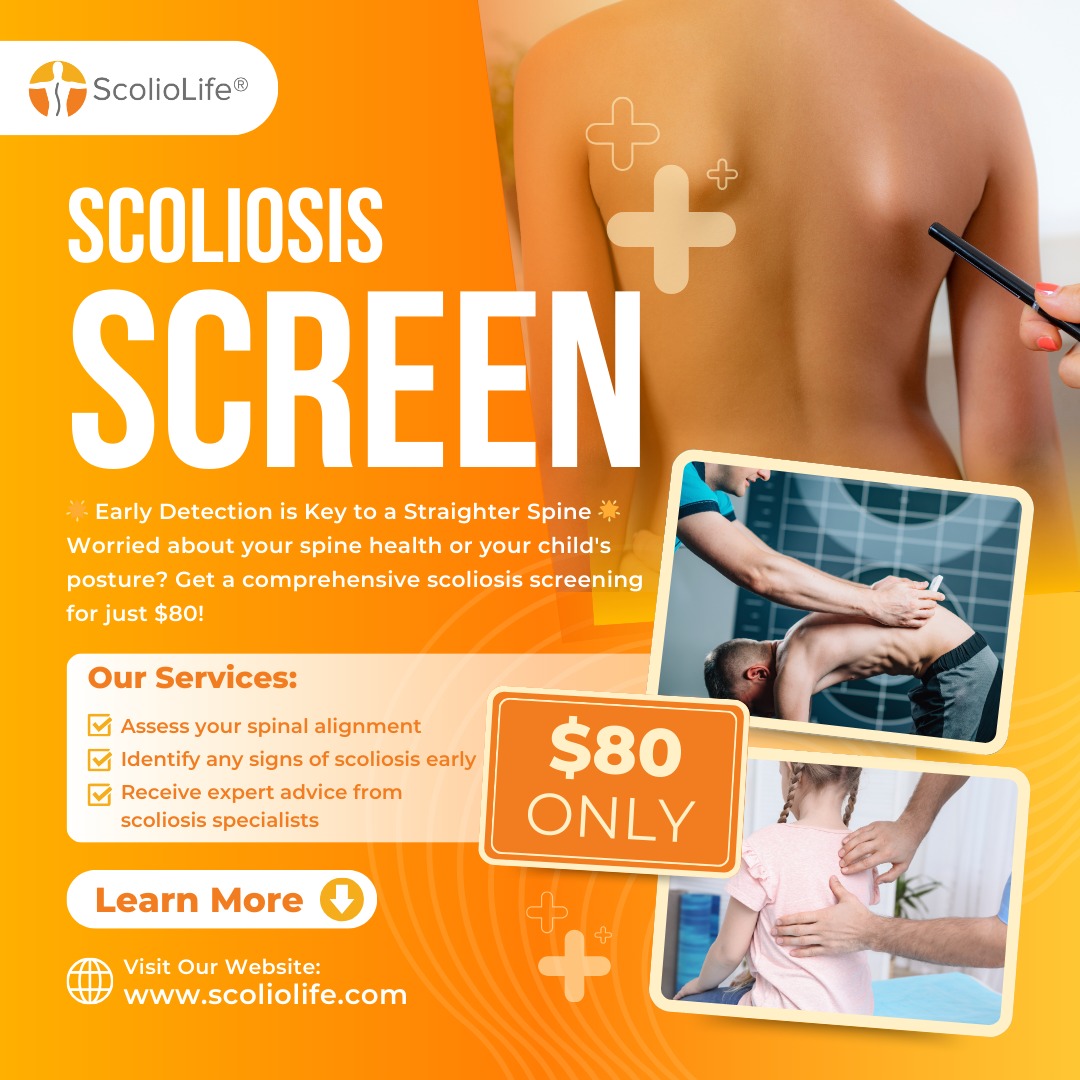 ScolioLife®
SCOLIOSIS
SCREEN
🌟 Early Detection is Key to a Straighter Spine 🌟
Worried about your spine health or your child's
posture? Get a comprehensive scoliosis screening
for just $80!
Our Services:
Assess your spinal alignment
Identify any signs of scoliosis early
Receive expert advice from
scoliosis specialists
$80
ONLY
Learn More
Visit Our Website:
www.scoliolife.com